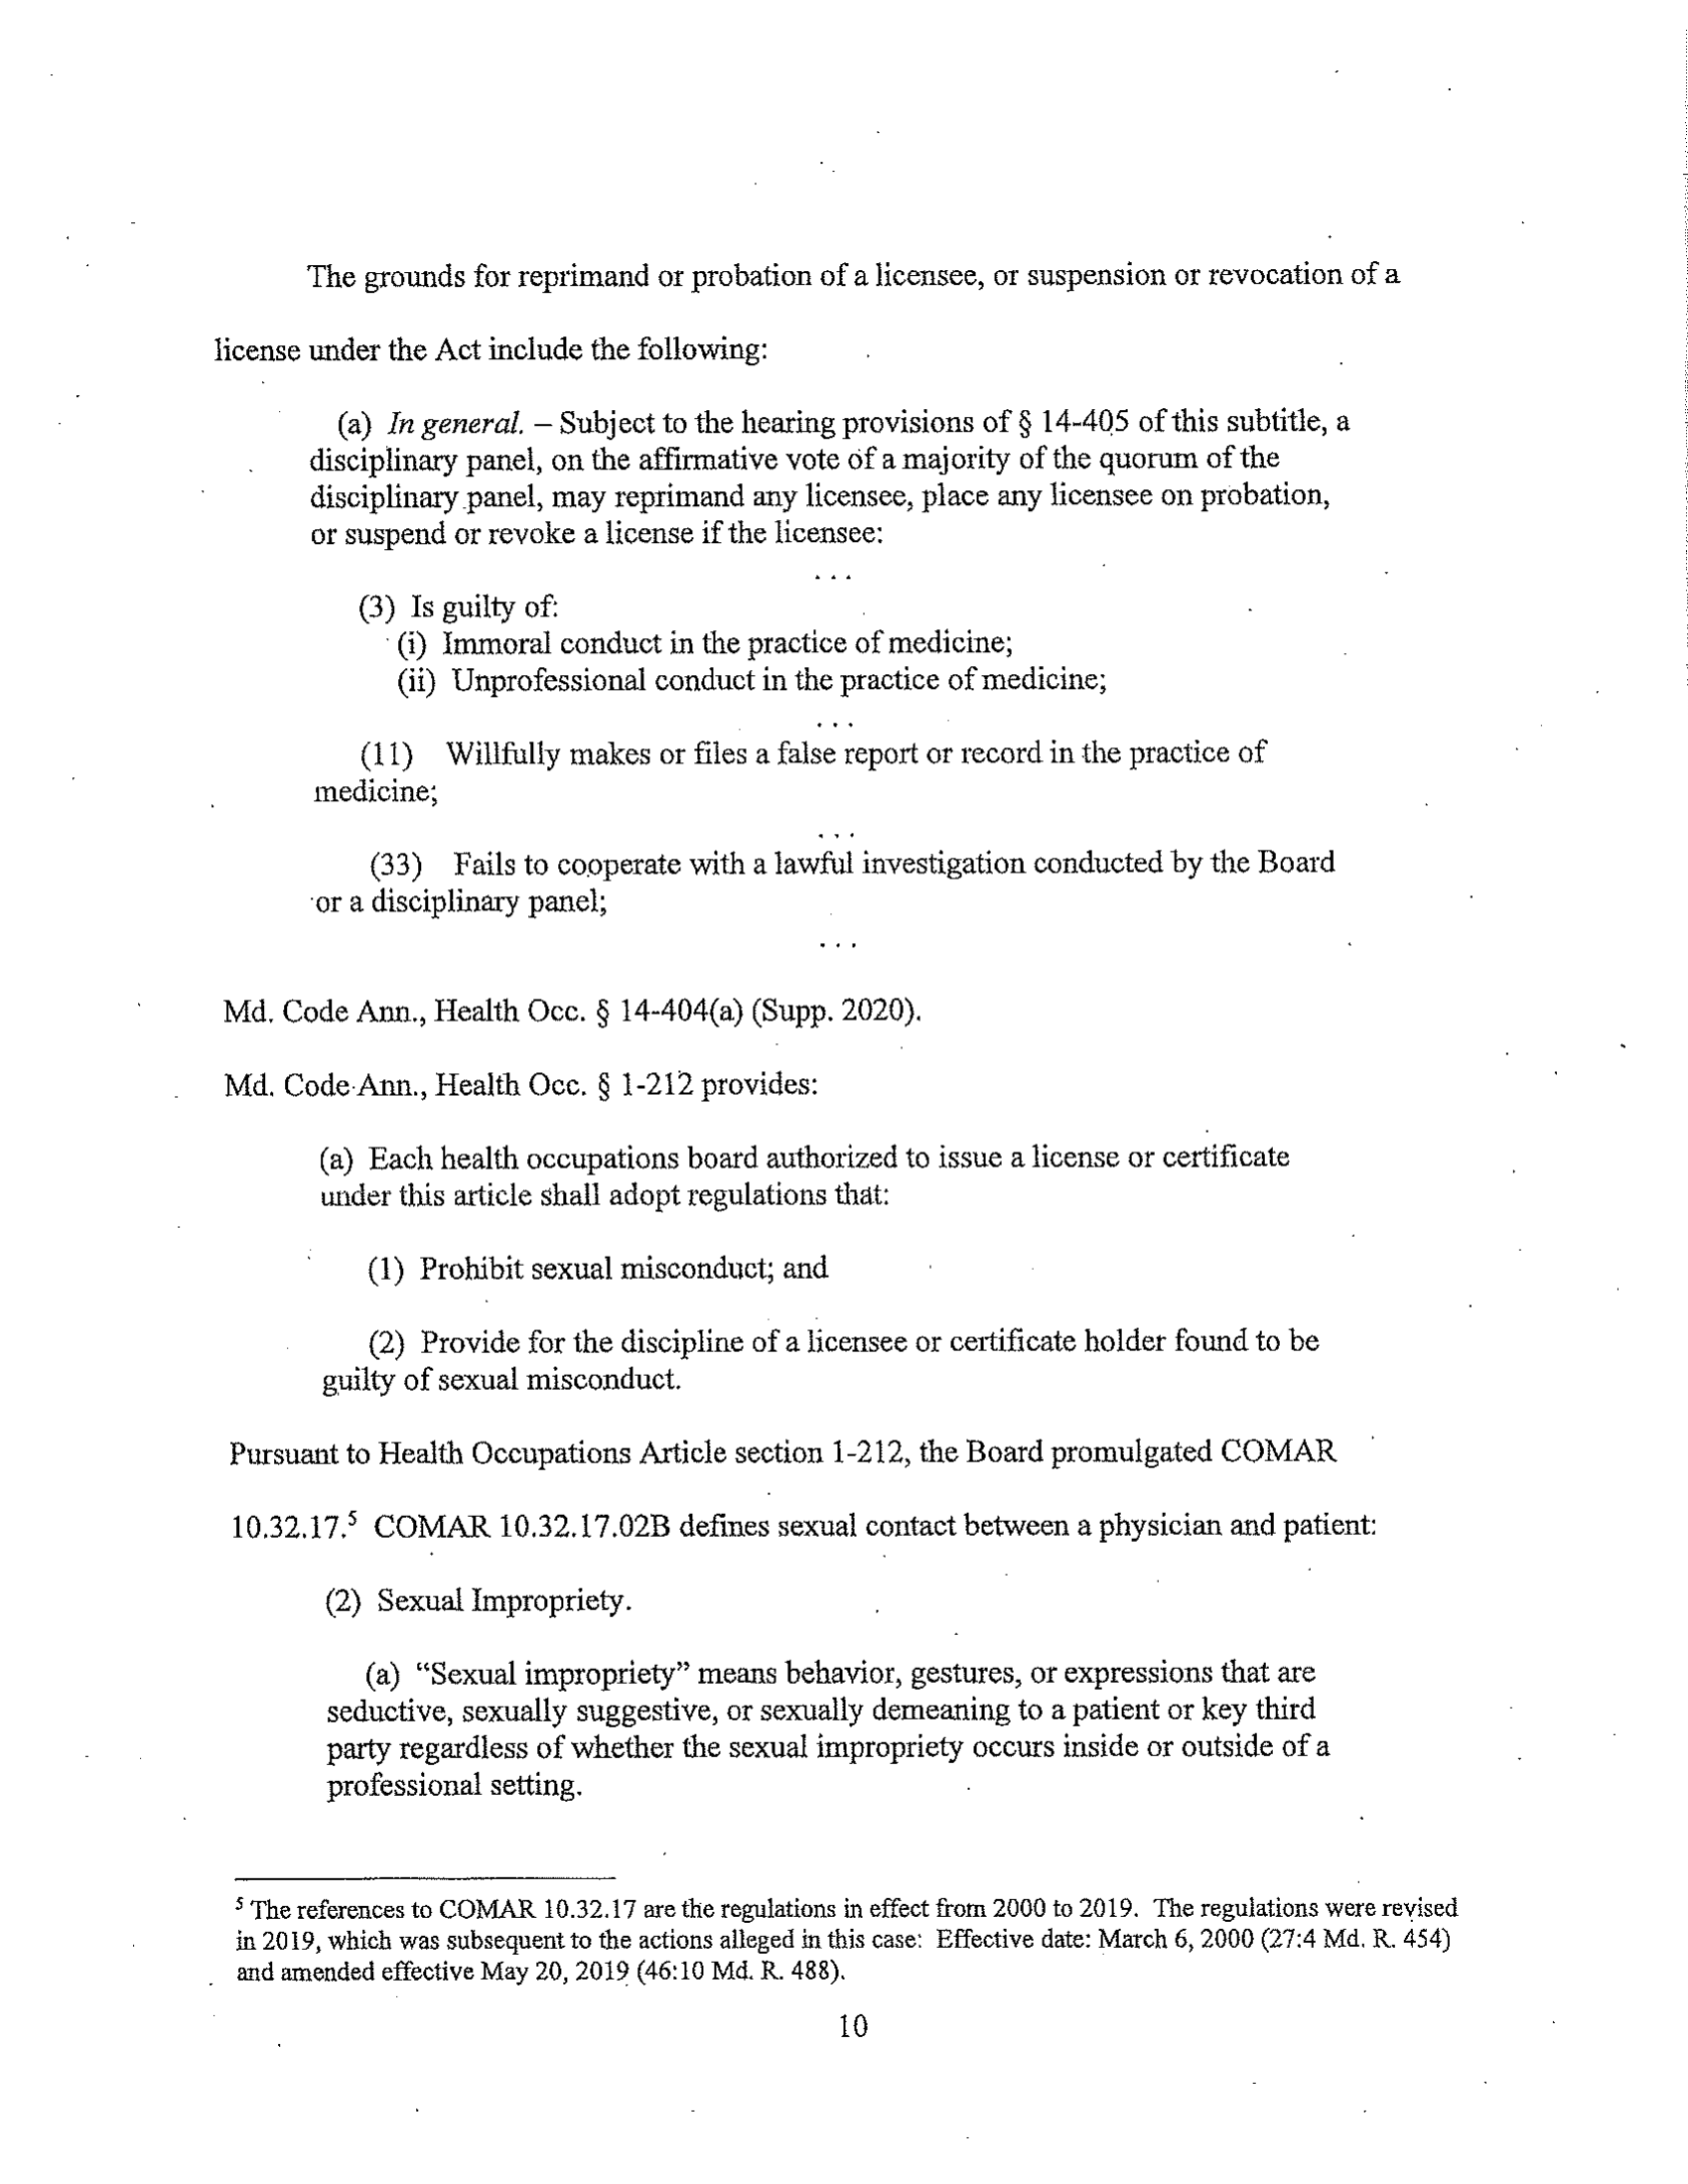 The grounds for reprimand or probation of a licensee, or suspension or revocation of a
license under the Act include the following:
(a) In general. – Subject to the hearing provisions of § 14-405 of this subtitle, a
disciplinary panel, on the affirmative vote of a majority of the quorum of the
disciplinary panel, may reprimand any licensee, place any licensee on probation,
or suspend or revoke a license if the licensee:
. . .
(3) Is guilty of:
(i) Immoral conduct in the practice of medicine;
(ii) Unprofessional conduct in the practice of medicine;
. . .
(11) Willfully makes or files a false report or record in the practice of
medicine;
. . .
(33) Fails to cooperate with a lawful investigation conducted by the Board
or a disciplinary panel;
. . .
Md. Code Ann., Health Occ. § 14-404(a) (Supp. 2020).
Md. Code Ann., Health Occ. § 1-212 provides:
(a) Each health occupations board authorized to issue a license or certificate
under this article shall adopt regulations that:
(1) Prohibit sexual misconduct; and
(2) Provide for the discipline of a licensee or certificate holder found to be
guilty of sexual misconduct.
Pursuant to Health Occupations Article section 1-212, the Board promulgated COMAR
10.32.17.5 COMAR 10.32.17.02B defines sexual contact between a physician and patient:
(2) Sexual Impropriety.
(a) “Sexual impropriety” means behavior, gestures, or expressions that are
seductive, sexually suggestive, or sexually demeaning to a patient or key third
party regardless of whether the sexual impropriety occurs inside or outside of a
professional setting.
5 The references to COMAR 10.32.17 are the regulations in effect from 2000 to 2019. The regulations were revised
in 2019, which was subsequent to the actions alleged in this case: Effective date: March 6, 2000 (27:4 Md. R. 454)
and amended effective May 20, 2019 (46:10 Md. R. 488).
10